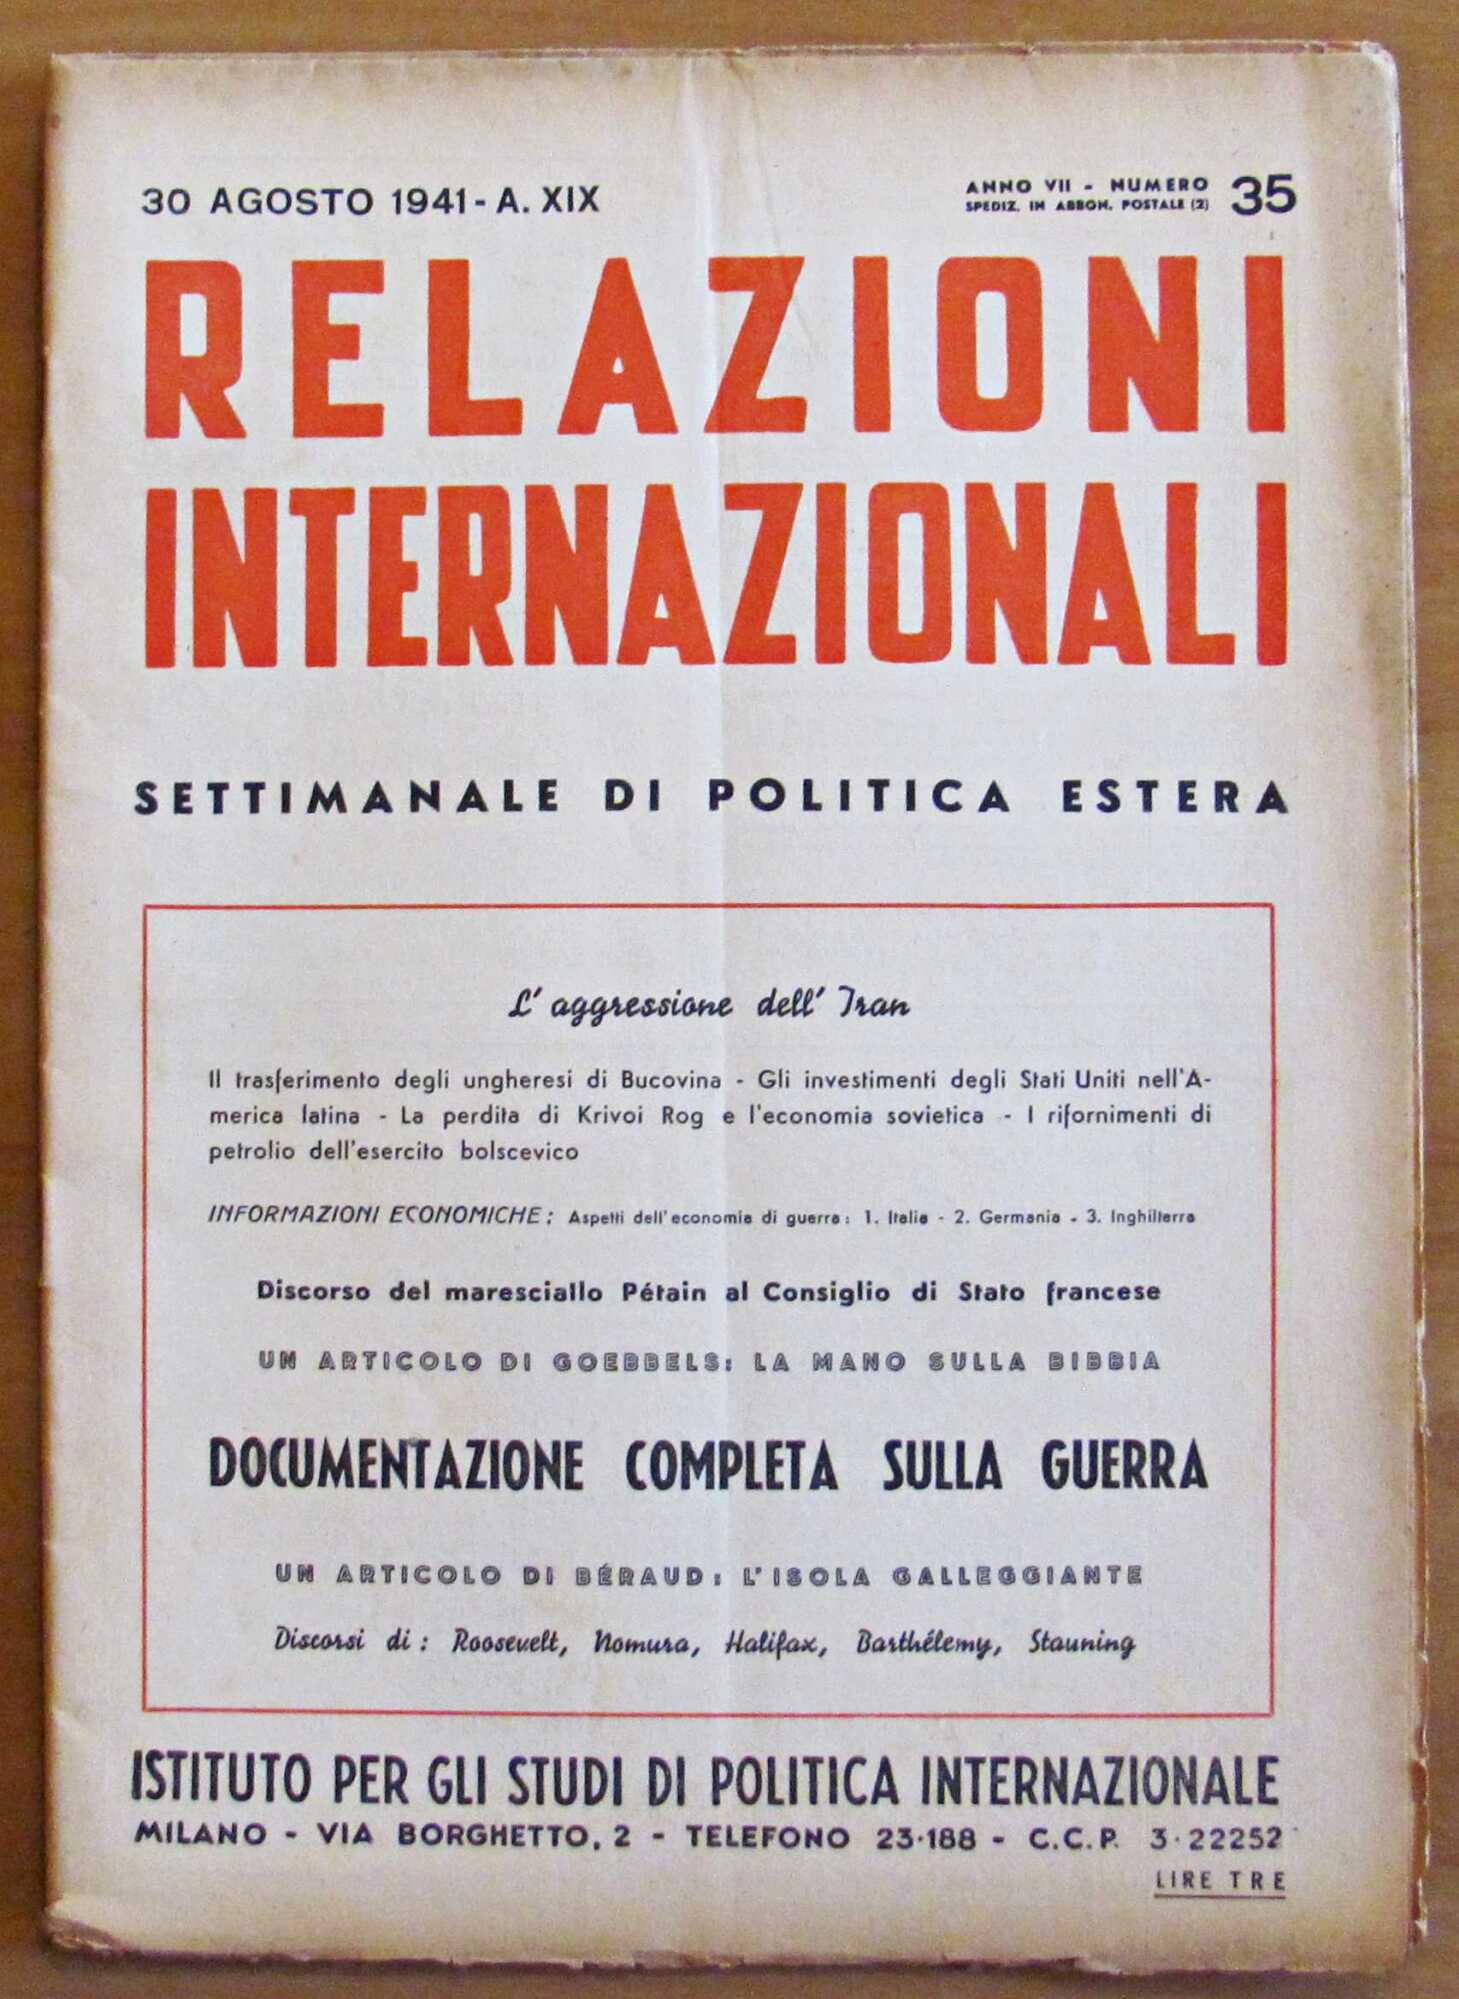 30 AGOSTO 1941 - A. XIX
ANNO VII - NUMERO 35
SPEDIZ. IN ABBON. POSTALE (2)
RELAZIONI
INTERNAZIONALI
SETTIMANALE DI POLITICA ESTERA
L'aggressione dell'Iran
Il trasferimento degli ungheresi di Bucovina - Gli investimenti degli Stati Uniti nell'A-
merica latina - La perdita di Krivoi Rog e l'economia sovietica - I rifornimenti di
petrolio dell'esercito bolscevico
INFORMAZIONI ECONOMICHE: Aspetti dell'economia di guerra: 1. Italia - 2. Germania - 3. Inghilterra
Discorso del maresciallo Pétain al Consiglio di Stato francese
UN ARTICOLO DI GOEBBELS: LA MANO SULLA BIBBIA
DOCUMENTAZIONE COMPLETA SULLA GUERRA
UN ARTICOLO DI BÉRAUD: L'ISOLA GALLEGGIANTE
Discorsi di: Roosevelt, Nomura, Halifax, Barthélemy, Stauning
ISTITUTO PER GLI STUDI DI POLITICA INTERNAZIONALE
MILANO - VIA BORGHETTO, 2 - TELEFONO 23-188 - C.C.P. 3-22252
LIRE TRE